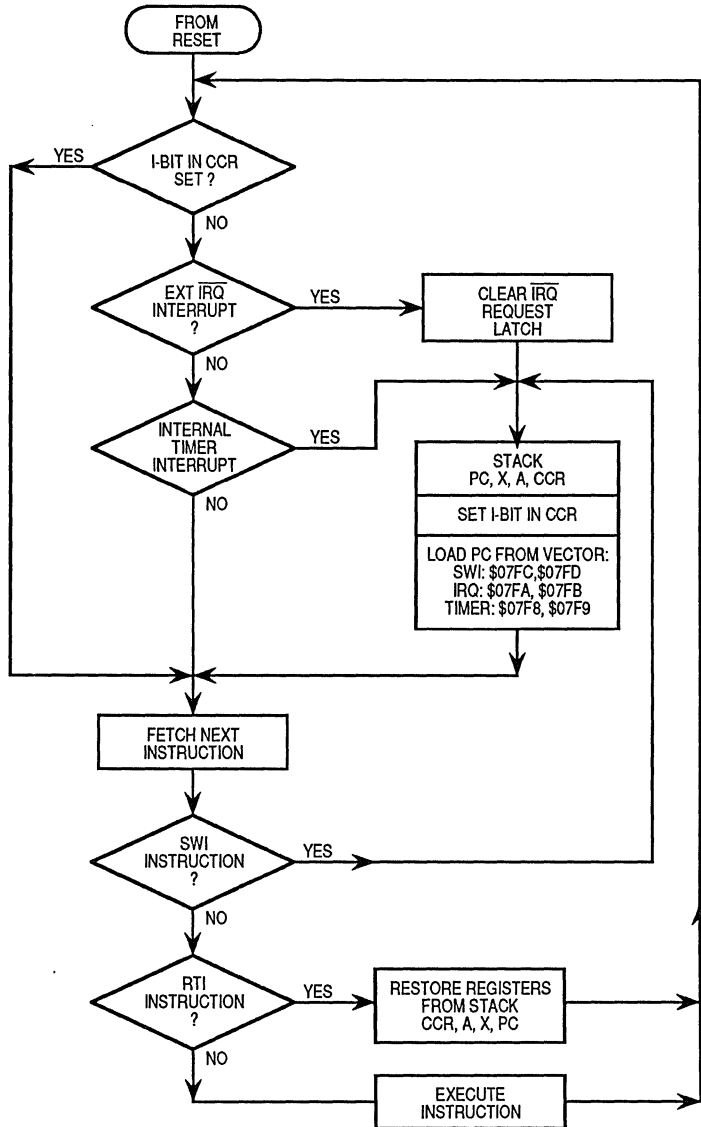 FROM
RESET
YES
I-BIT IN CCR
SET ?
NO
EXT I̅R̅Q̅
INTERRUPT
?
YES
CLEAR I̅R̅Q̅
REQUEST
LATCH
NO
INTERNAL
TIMER
INTERRUPT
YES
NO
STACK
PC, X, A, CCR
SET I-BIT IN CCR
LOAD PC FROM VECTOR:
SWI: $07FC,$07FD
IRQ: $07FA, $07FB
TIMER: $07F8, $07F9
FETCH NEXT
INSTRUCTION
SWI
INSTRUCTION
?
YES
NO
RTI
INSTRUCTION
?
YES
RESTORE REGISTERS
FROM STACK
CCR, A, X, PC
NO
EXECUTE
INSTRUCTION